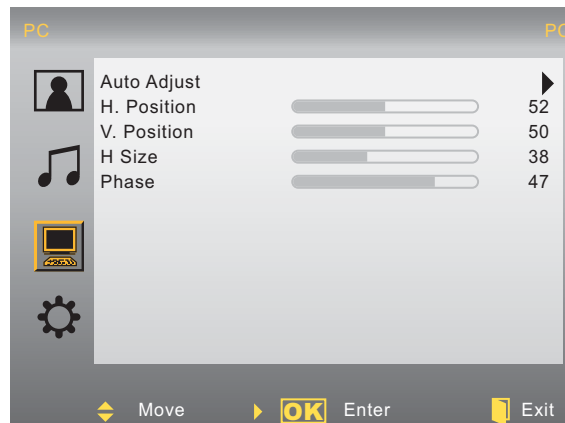 PC PC
Auto Adjust
H. Position 52
V. Position 50
H Size 38
Phase 47
Move OK Enter Exit